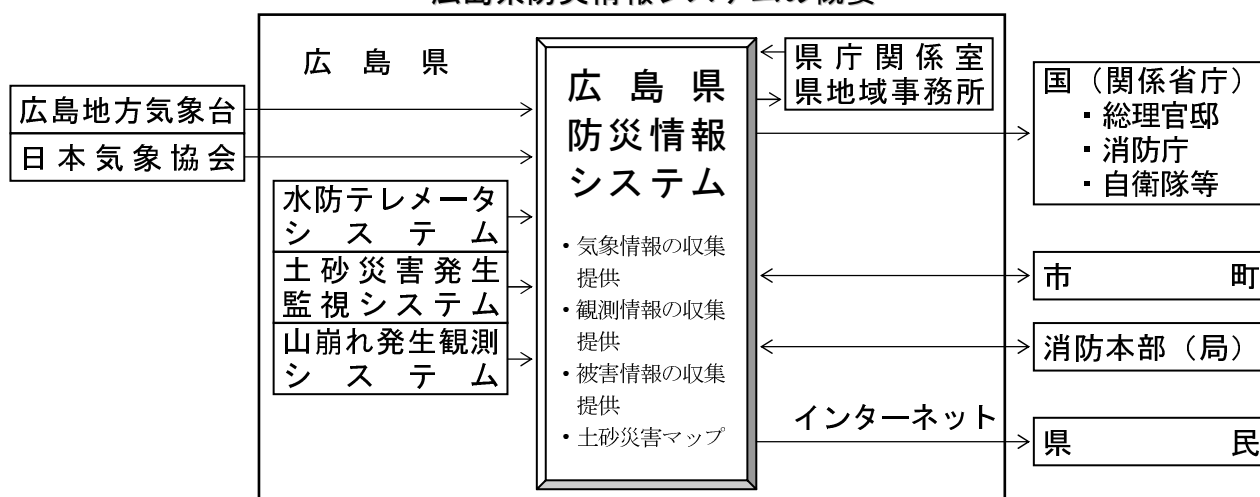 広島県防災情報システムの概要
広島県
広島地方気象台
日本気象協会
水防テレメータ
システム
土砂災害発生
監視システム
山崩れ発生観測
システム
広島県
防災情報
システム
・気象情報の収集
提供
・観測情報の収集
提供
・被害情報の収集
提供
・土砂災害マップ
県庁関係室
県地域事務所
国（関係省庁）
・総理官邸
・消防庁
・自衛隊等
市町
消防本部（局）
インターネット
県民